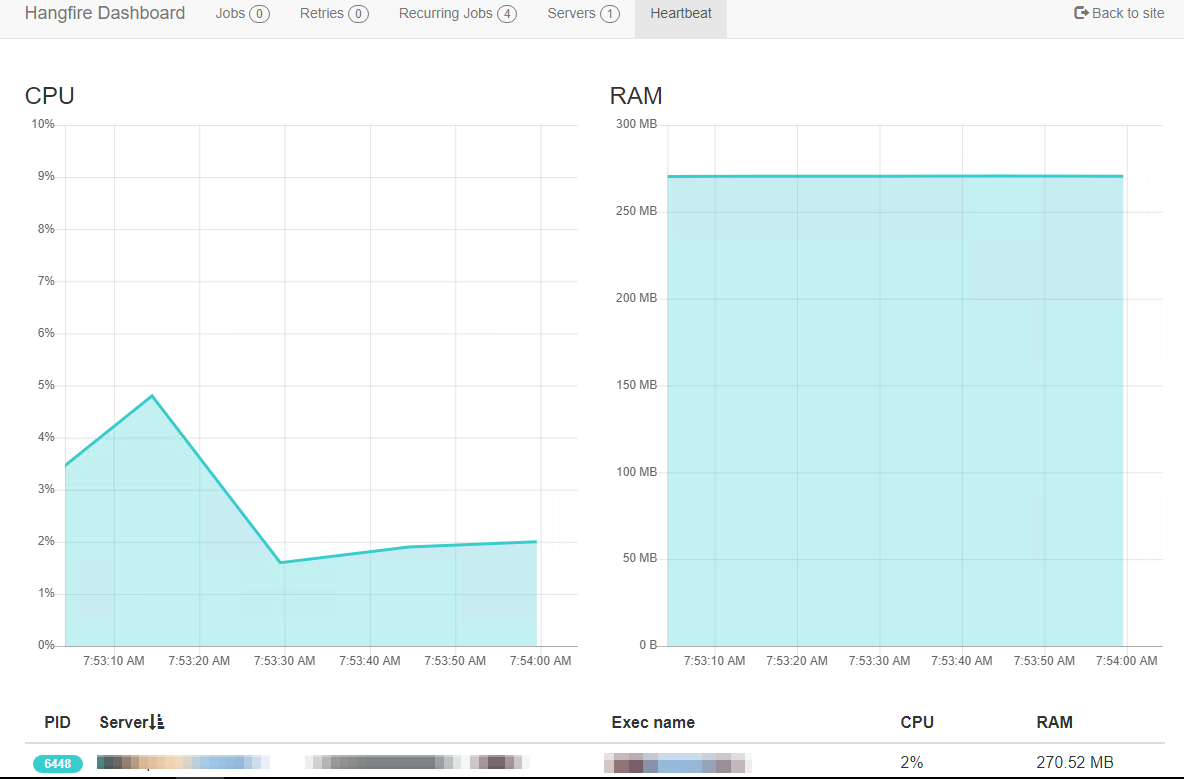 Hangfire Dashboard Jobs 0 Retries 0 Recurring Jobs 4 Servers 1 Heartbeat Back to site
CPU
10%
9%
8%
7%
6%
5%
4%
3%
2%
1%
0%
7:53:10 AM 7:53:20 AM 7:53:30 AM 7:53:40 AM 7:53:50 AM 7:54:00 AM
RAM
300 MB
250 MB
200 MB
150 MB
100 MB
50 MB
0 B
7:53:10 AM 7:53:20 AM 7:53:30 AM 7:53:40 AM 7:53:50 AM 7:54:00 AM
PID Server Exec name CPU RAM
6448 2% 270.52 MB